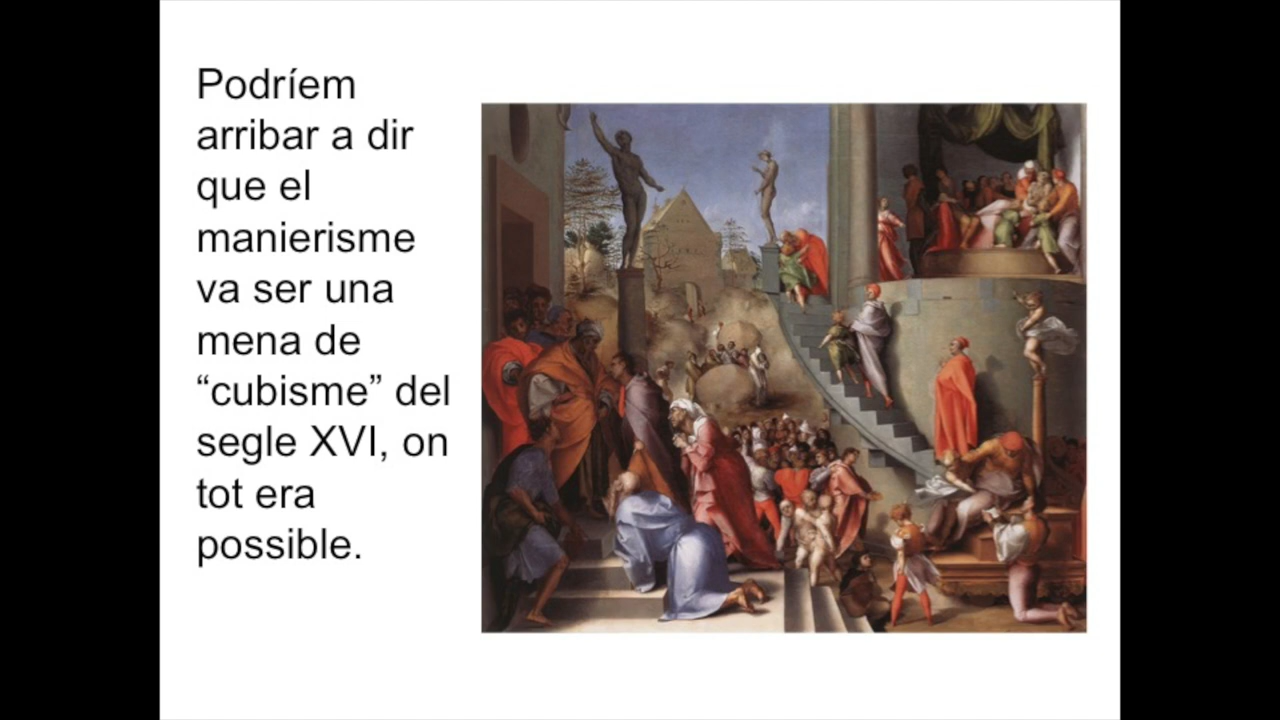 Podríem
arribar a dir
que el
manierisme
va ser una
mena de
“cubisme” del
segle XVI, on
tot era
possible.